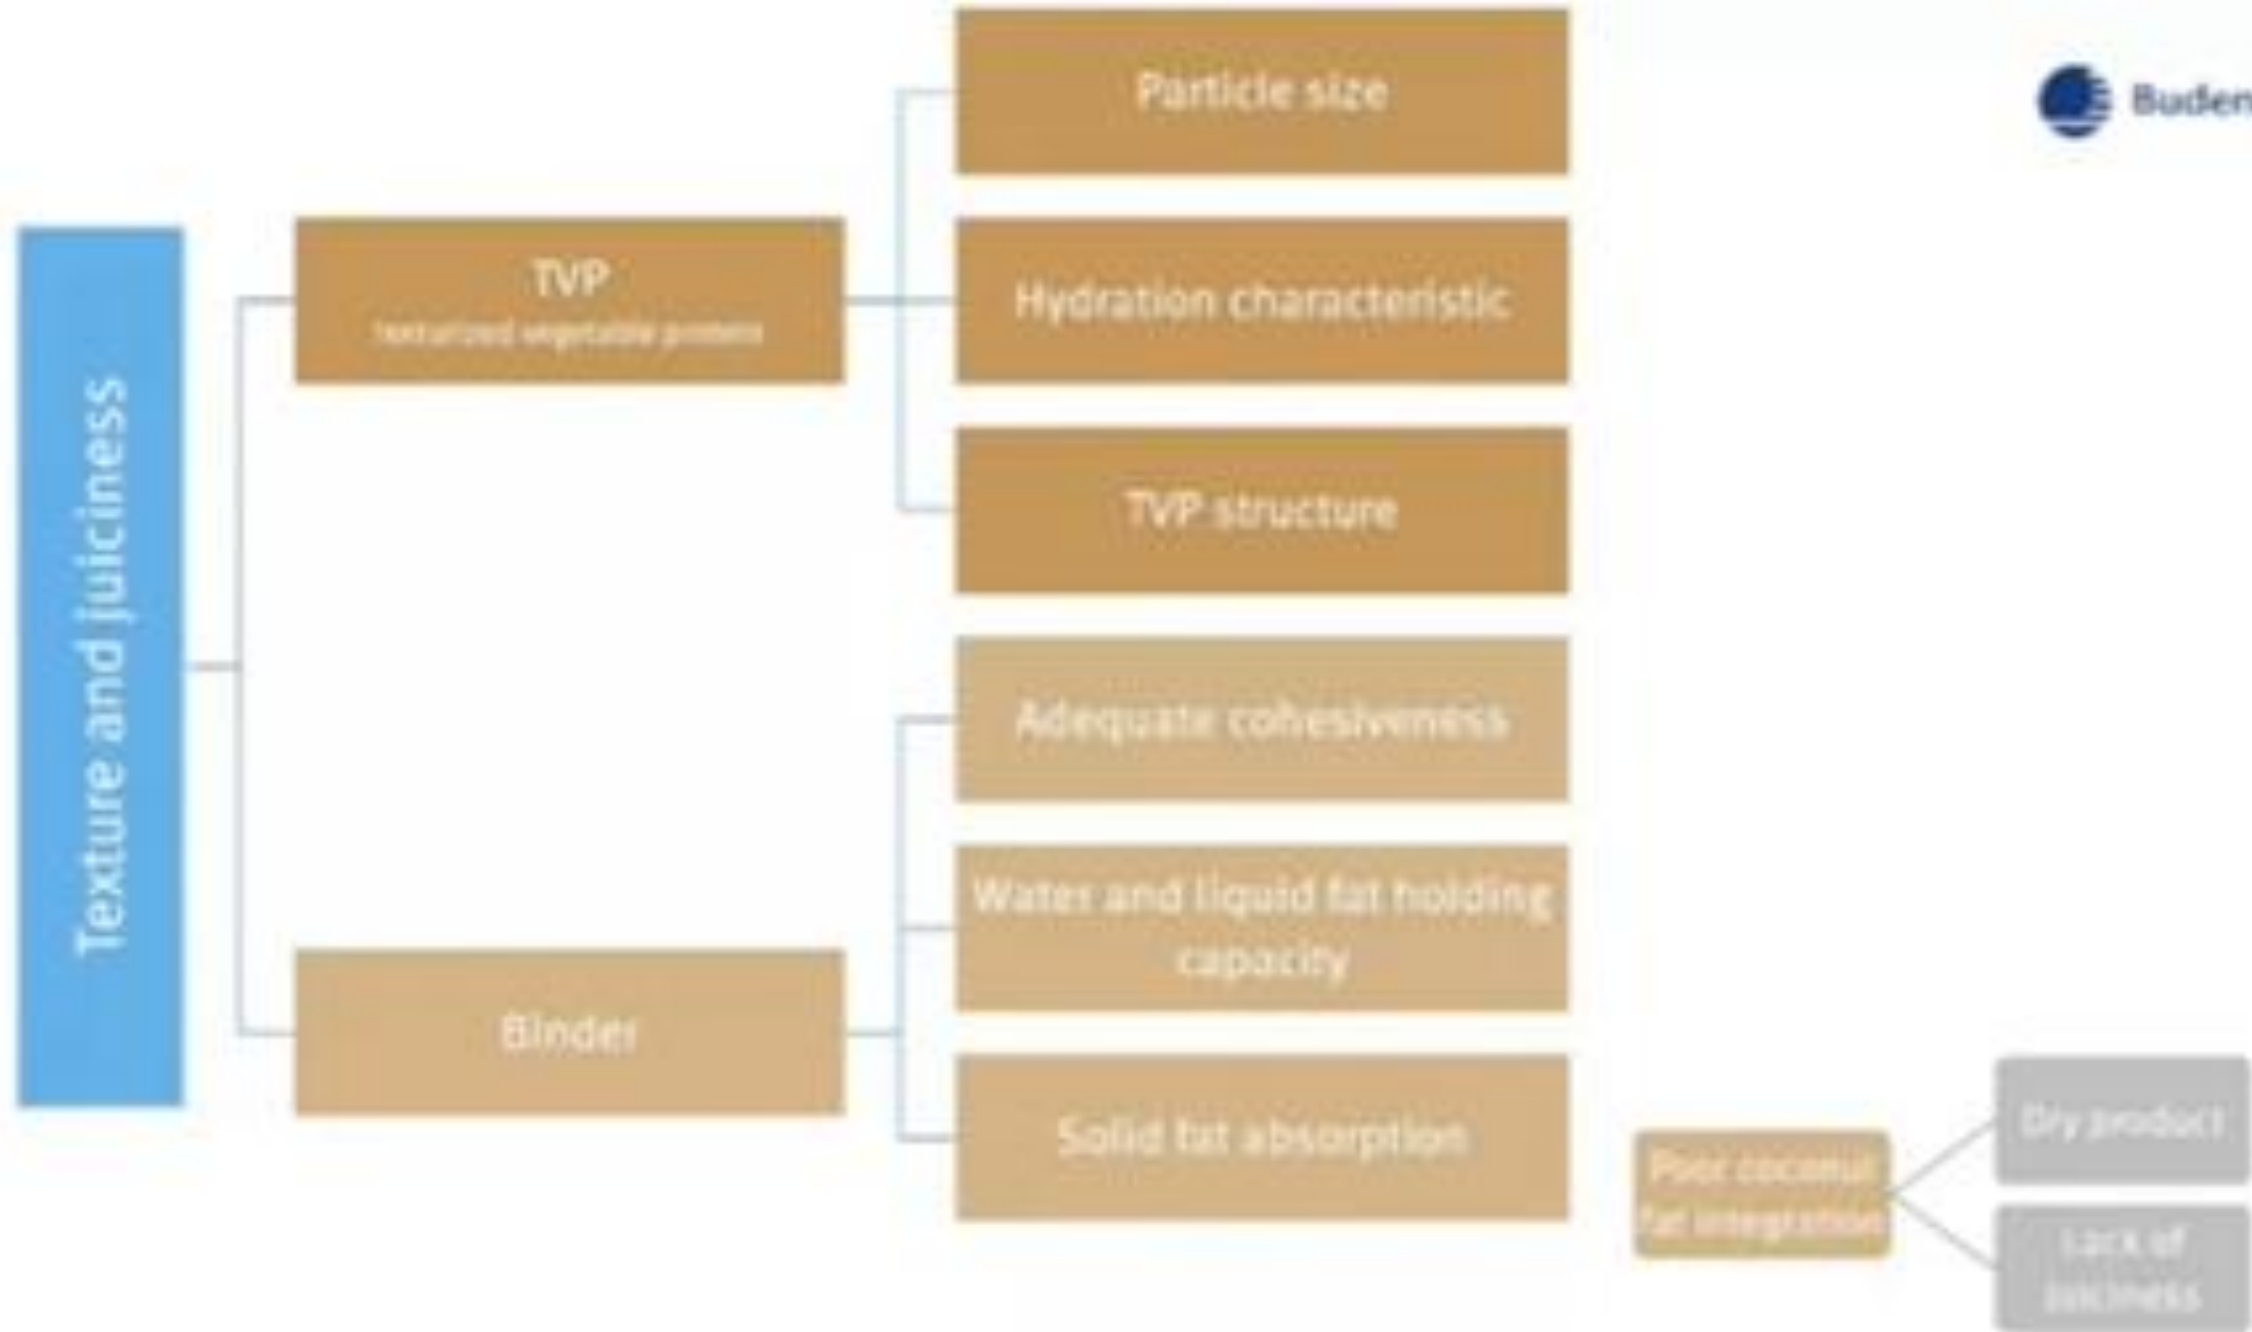 Particle size
Buden
TVP
texturized vegetable protein
Hydration characteristic
TVP structure
Texture and juiciness
Adequate cohesiveness
Water and liquid fat holding
capacity
Binder
Solid fat absorption
Poor coconut
fat integration
Dry product
Lack of
juiciness